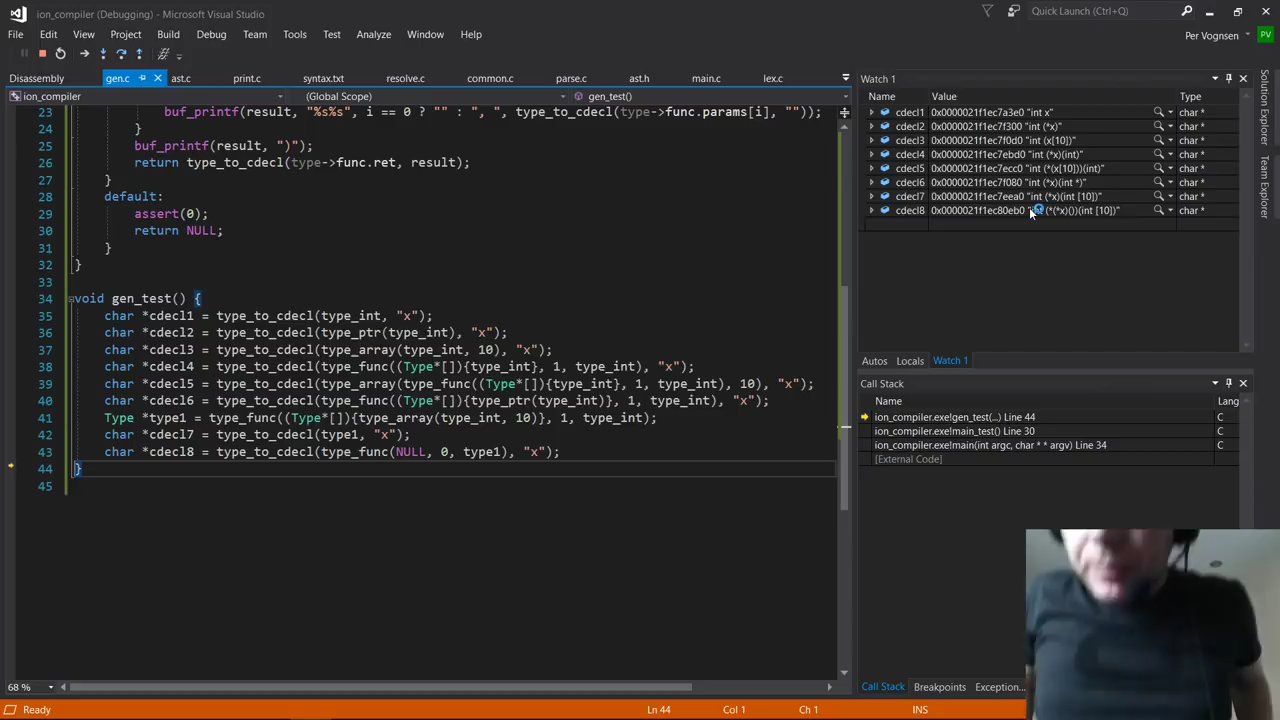 ion_compiler (Debugging) - Microsoft Visual Studio
Quick Launch (Ctrl+Q)
File Edit View Project Build Debug Team Tools Test Analyze Window Help
Per Vognsen PV
Disassembly gen.c ast.c print.c syntax.txt resolve.c common.c parse.c ast.h main.c lex.c
ion_compiler (Global Scope) gen_test()
23 buf_printf(result, "%s%s", i == 0 ? "" : ", ", type_to_cdecl(type->func.params[i], ""));
24 }
25 buf_printf(result, ")");
26 return type_to_cdecl(type->func.ret, result);
27 }
28 default:
29 assert(0);
30 return NULL;
31 }
32 }
33
34 void gen_test() {
35 char *cdecl1 = type_to_cdecl(type_int, "x");
36 char *cdecl2 = type_to_cdecl(type_ptr(type_int), "x");
37 char *cdecl3 = type_to_cdecl(type_array(type_int, 10), "x");
38 char *cdecl4 = type_to_cdecl(type_func((Type*[]){type_int}, 1, type_int), "x");
39 char *cdecl5 = type_to_cdecl(type_array(type_func((Type*[]){type_int}, 1, type_int), 10), "x");
40 char *cdecl6 = type_to_cdecl(type_func((Type*[]){type_ptr(type_int)}, 1, type_int), "x");
41 Type *type1 = type_func((Type*[]){type_array(type_int, 10)}, 1, type_int);
42 char *cdecl7 = type_to_cdecl(type1, "x");
43 char *cdecl8 = type_to_cdecl(type_func(NULL, 0, type1), "x");
44 }
45
68 %
Watch 1
Name Value Type
cdecl1 0x0000021f1ec7a3e0 "int x" char *
cdecl2 0x0000021f1ec7f300 "int (*x)" char *
cdecl3 0x0000021f1ec7f0d0 "int (x[10])" char *
cdecl4 0x0000021f1ec7ebd0 "int (*x)(int)" char *
cdecl5 0x0000021f1ec7ecc0 "int (*(x[10]))(int)" char *
cdecl6 0x0000021f1ec7f080 "int (*x)(int *)" char *
cdecl7 0x0000021f1ec7eea0 "int (*x)(int [10])" char *
cdecl8 0x0000021f1ec80eb0 (*(*x)())(int [10])" char *
Autos Locals Watch 1
Call Stack
Name Lang
ion_compiler.exe!gen_test(...) Line 44 C
ion_compiler.exe!main_test() Line 30 C
ion_compiler.exe!main(int argc, char * * argv) Line 34 C
[External Code]
Call Stack Breakpoints Exception...
Solution Explorer
Team Explorer
Ready Ln 44 Col 1 Ch 1 INS